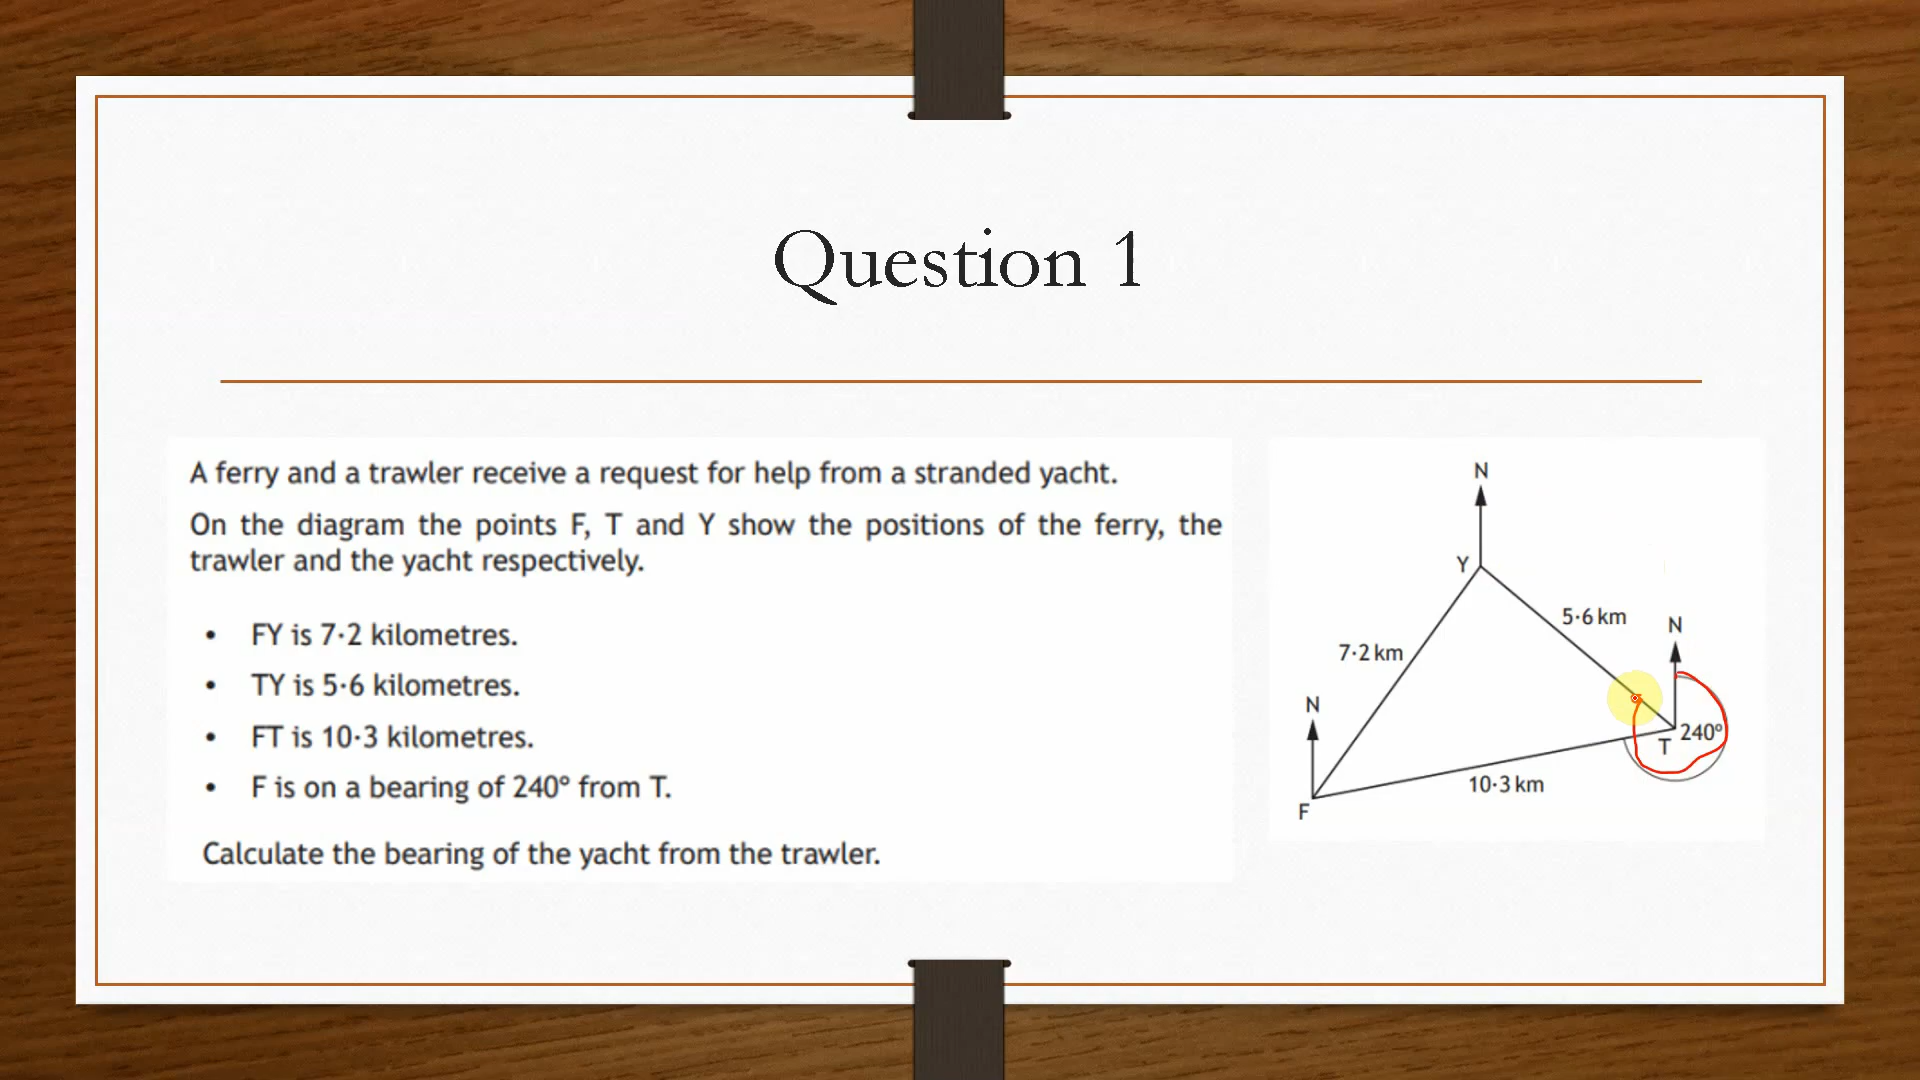 Question 1
A ferry and a trawler receive a request for help from a stranded yacht.
On the diagram the points F, T and Y show the positions of the ferry, the
trawler and the yacht respectively.
• FY is 7·2 kilometres.
• TY is 5·6 kilometres.
• FT is 10·3 kilometres.
• F is on a bearing of 240° from T.
Calculate the bearing of the yacht from the trawler.
N
Y
5·6 km
N
7·2 km
N
240°
T
10·3 km
F